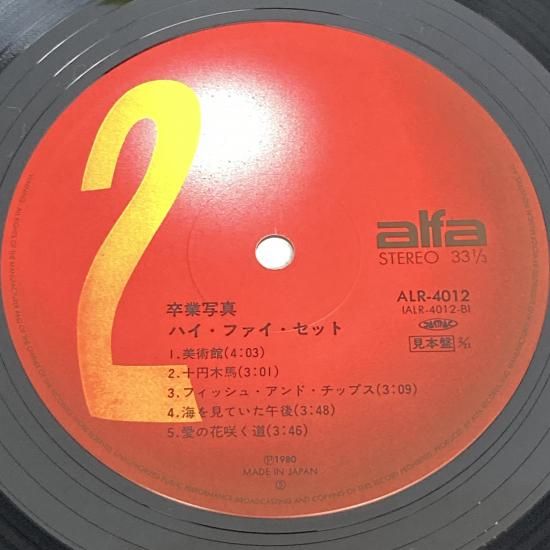 2
alfa
STEREO 33⅓
ALR-4012
(ALR-4012-B)
JASRAC
見本盤
卒業写真
ハイ・ファイ・セット
1.美術館(4:03)
2.十円木馬(3:01)
3.フィッシュ・アンド・チップス(3:09)
4.海を見ていた午後(3:48)
5.愛の花咲く道(3:46)
Ⓟ1980
MADE IN JAPAN
Ⓢ